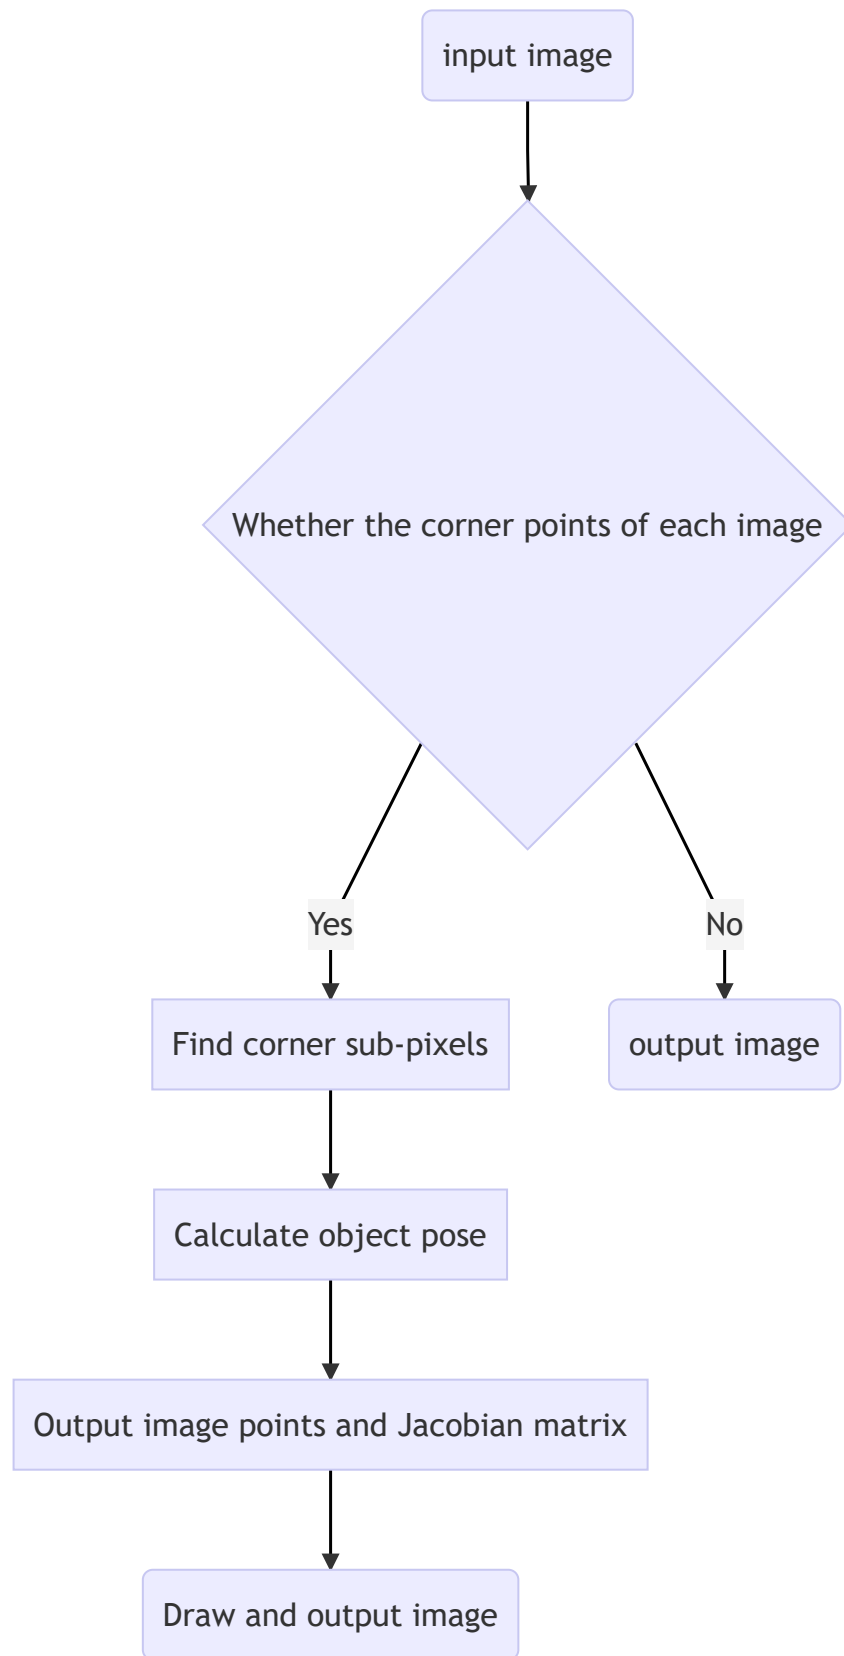 input image
Whether the corner points of each image
Yes
No
Find corner sub-pixels
output image
Calculate object pose
Output image points and Jacobian matrix
Draw and output image